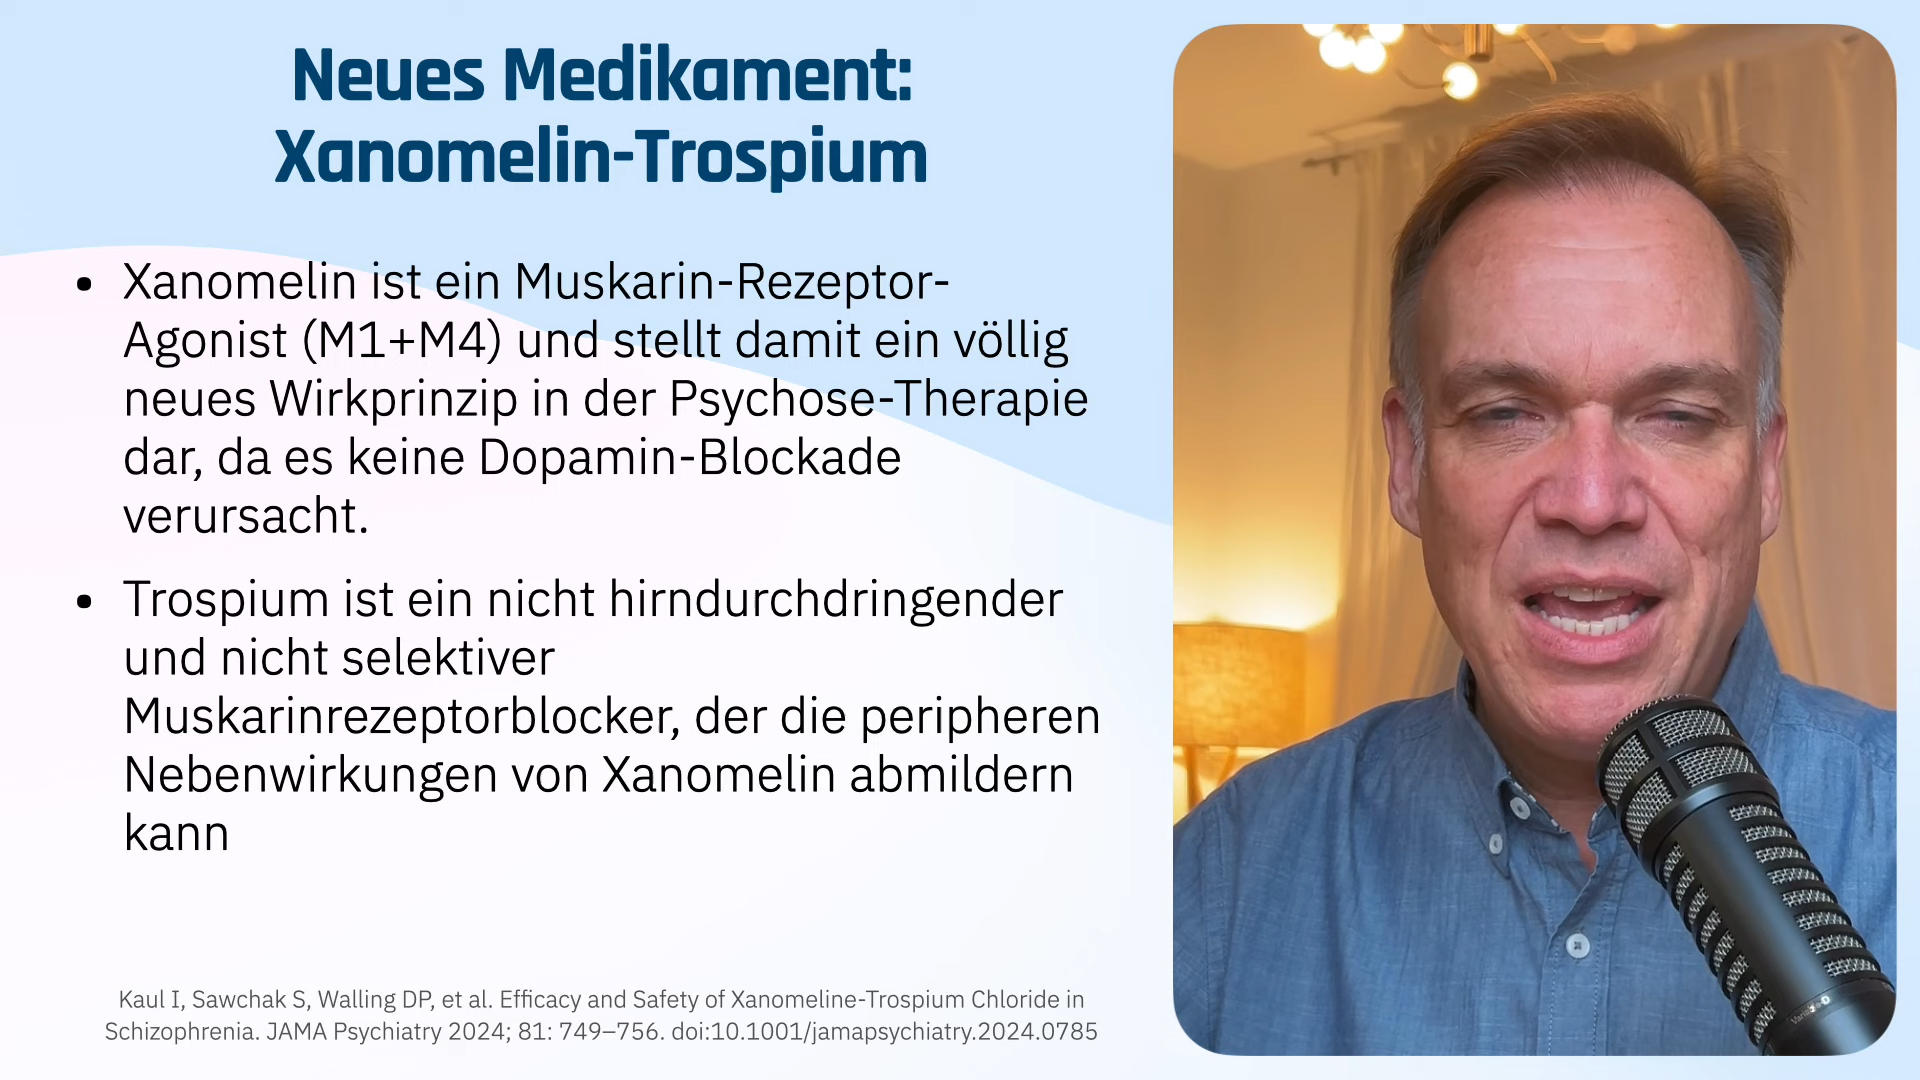 Neues Medikament:
Xanomelin-Trospium
• Xanomelin ist ein Muskarin-Rezeptor-
Agonist (M1+M4) und stellt damit ein völlig
neues Wirkprinzip in der Psychose-Therapie
dar, da es keine Dopamin-Blockade
verursacht.
• Trospium ist ein nicht hirndurchdringender
und nicht selektiver
Muskarinrezeptorblocker, der die peripheren
Nebenwirkungen von Xanomelin abmildern
kann
Kaul I, Sawchak S, Walling DP, et al. Efficacy and Safety of Xanomeline-Trospium Chloride in
Schizophrenia. JAMA Psychiatry 2024; 81: 749–756. doi:10.1001/jamapsychiatry.2024.0785